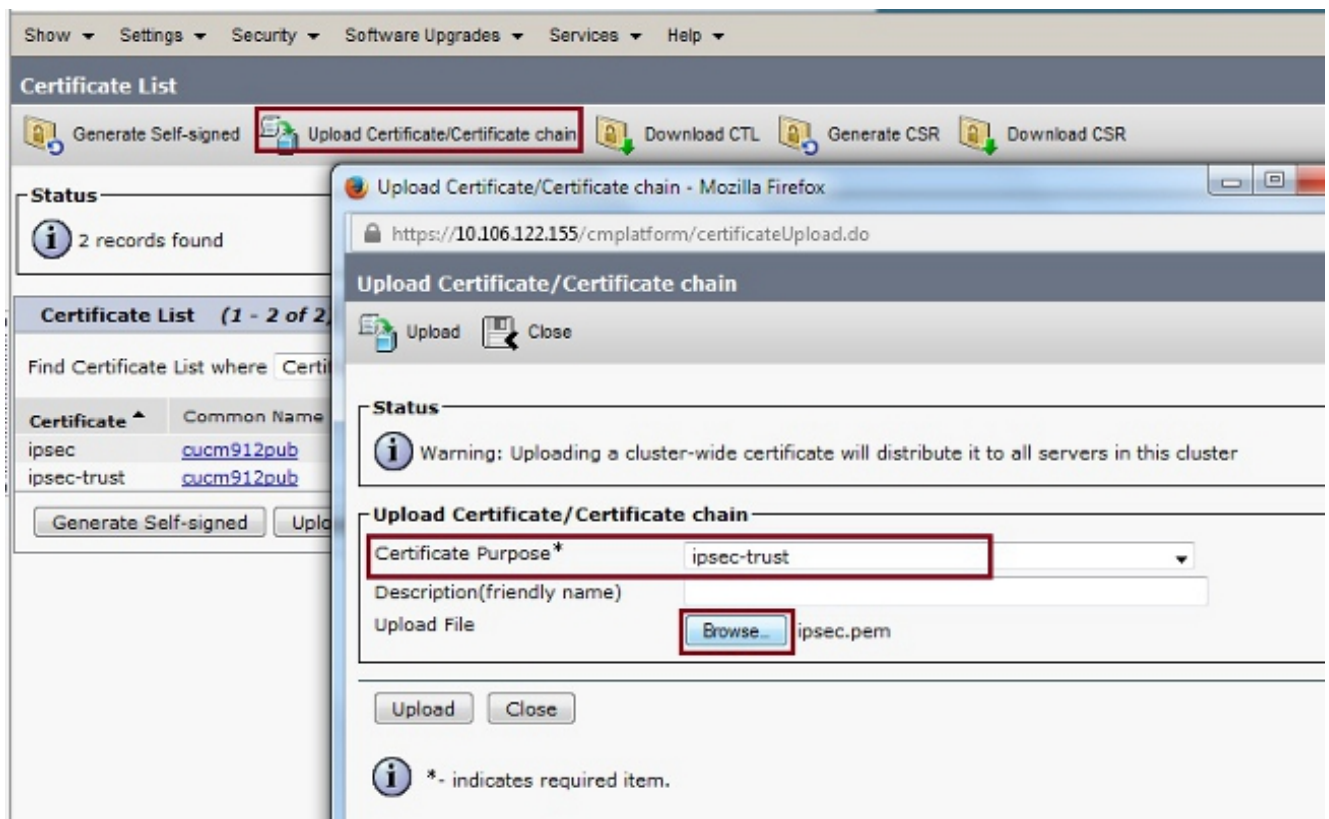 Show Settings Security Software Upgrades Services Help
Certificate List
Generate Self-signed Upload Certificate/Certificate chain Download CTL Generate CSR Download CSR
Status
2 records found
Certificate List (1 - 2 of 2
Find Certificate List where Certi
Certificate Common Name
ipsec cucm912pub
ipsec-trust cucm912pub
Generate Self-signed Uplo
Upload Certificate/Certificate chain - Mozilla Firefox
https://10.106.122.155/cmplatform/certificateUpload.do
Upload Certificate/Certificate chain
Upload Close
Status
Warning: Uploading a cluster-wide certificate will distribute it to all servers in this cluster
Upload Certificate/Certificate chain
Certificate Purpose* ipsec-trust
Description(friendly name)
Upload File Browse... ipsec.pem
Upload Close
*- indicates required item.